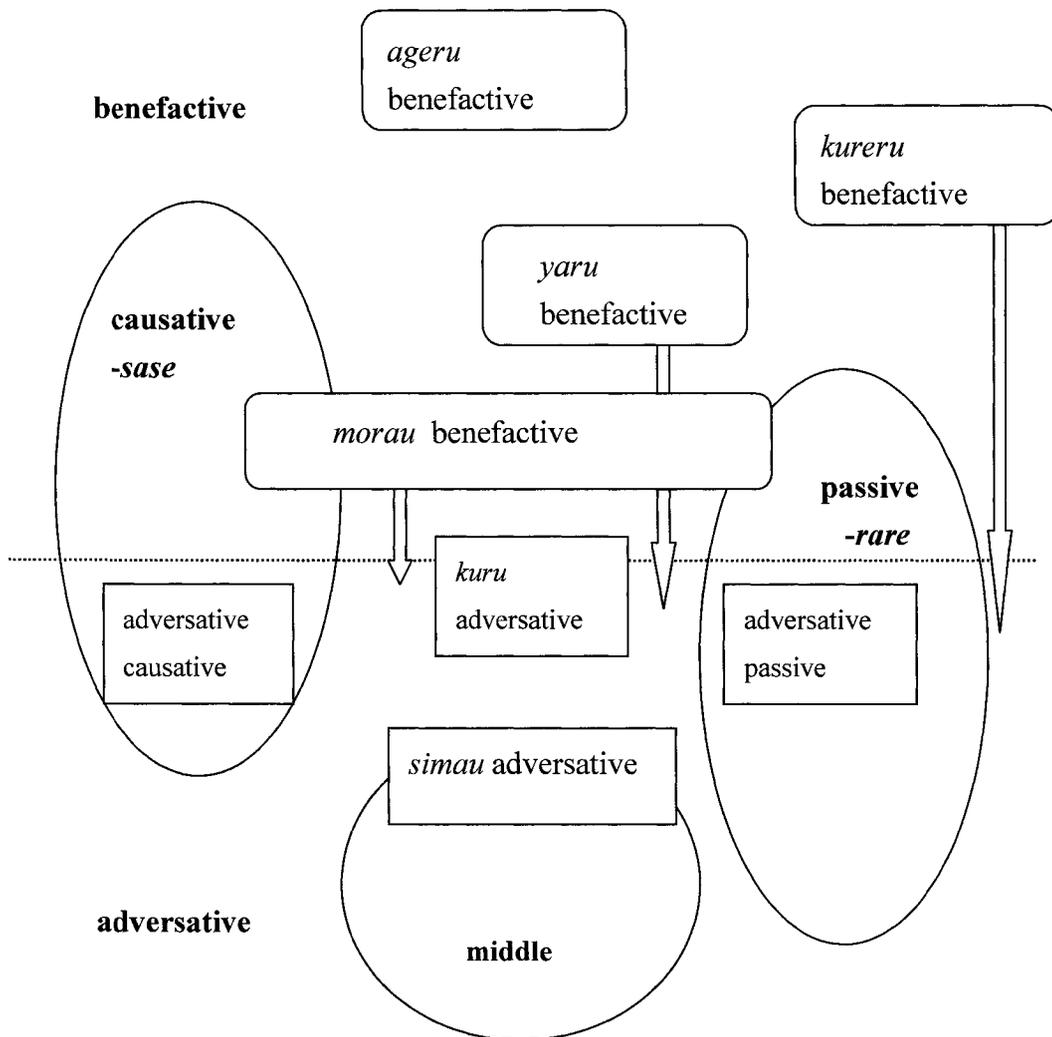 ageru
benefactive
benefactive
kureru
benefactive
yaru
benefactive
causative
-sase
morau benefactive
passive
-rare
kuru
adversative
adversative
causative
adversative
passive
simau adversative
adversative
middle